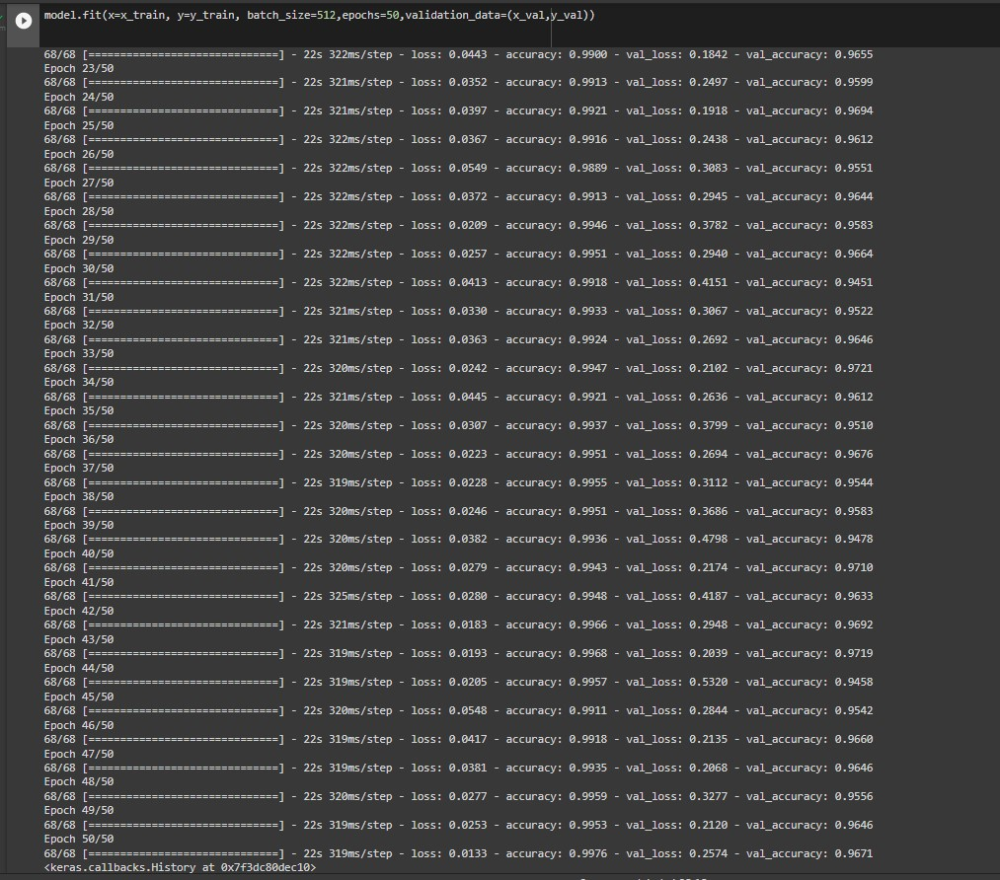 model.fit(x=x_train, y=y_train, batch_size=512,epochs=50,validation_data=(x_val,y_val))
68/68 [==============================] - 22s 322ms/step - loss: 0.0443 - accuracy: 0.9900 - val_loss: 0.1842 - val_accuracy: 0.9655
Epoch 23/50
68/68 [==============================] - 22s 321ms/step - loss: 0.0352 - accuracy: 0.9913 - val_loss: 0.2497 - val_accuracy: 0.9599
Epoch 24/50
68/68 [==============================] - 22s 321ms/step - loss: 0.0397 - accuracy: 0.9921 - val_loss: 0.1918 - val_accuracy: 0.9694
Epoch 25/50
68/68 [==============================] - 22s 322ms/step - loss: 0.0367 - accuracy: 0.9916 - val_loss: 0.2438 - val_accuracy: 0.9612
Epoch 26/50
68/68 [==============================] - 22s 322ms/step - loss: 0.0549 - accuracy: 0.9889 - val_loss: 0.3083 - val_accuracy: 0.9551
Epoch 27/50
68/68 [==============================] - 22s 322ms/step - loss: 0.0372 - accuracy: 0.9913 - val_loss: 0.2945 - val_accuracy: 0.9644
Epoch 28/50
68/68 [==============================] - 22s 322ms/step - loss: 0.0209 - accuracy: 0.9946 - val_loss: 0.3782 - val_accuracy: 0.9583
Epoch 29/50
68/68 [==============================] - 22s 322ms/step - loss: 0.0257 - accuracy: 0.9951 - val_loss: 0.2940 - val_accuracy: 0.9664
Epoch 30/50
68/68 [==============================] - 22s 322ms/step - loss: 0.0413 - accuracy: 0.9918 - val_loss: 0.4151 - val_accuracy: 0.9451
Epoch 31/50
68/68 [==============================] - 22s 321ms/step - loss: 0.0330 - accuracy: 0.9933 - val_loss: 0.3067 - val_accuracy: 0.9522
Epoch 32/50
68/68 [==============================] - 22s 321ms/step - loss: 0.0363 - accuracy: 0.9924 - val_loss: 0.2692 - val_accuracy: 0.9646
Epoch 33/50
68/68 [==============================] - 22s 320ms/step - loss: 0.0242 - accuracy: 0.9947 - val_loss: 0.2102 - val_accuracy: 0.9721
Epoch 34/50
68/68 [==============================] - 22s 321ms/step - loss: 0.0445 - accuracy: 0.9921 - val_loss: 0.2636 - val_accuracy: 0.9612
Epoch 35/50
68/68 [==============================] - 22s 320ms/step - loss: 0.0307 - accuracy: 0.9937 - val_loss: 0.3799 - val_accuracy: 0.9510
Epoch 36/50
68/68 [==============================] - 22s 320ms/step - loss: 0.0223 - accuracy: 0.9951 - val_loss: 0.2694 - val_accuracy: 0.9676
Epoch 37/50
68/68 [==============================] - 22s 319ms/step - loss: 0.0228 - accuracy: 0.9955 - val_loss: 0.3112 - val_accuracy: 0.9544
Epoch 38/50
68/68 [==============================] - 22s 320ms/step - loss: 0.0246 - accuracy: 0.9951 - val_loss: 0.3686 - val_accuracy: 0.9583
Epoch 39/50
68/68 [==============================] - 22s 320ms/step - loss: 0.0382 - accuracy: 0.9936 - val_loss: 0.4798 - val_accuracy: 0.9478
Epoch 40/50
68/68 [==============================] - 22s 320ms/step - loss: 0.0279 - accuracy: 0.9943 - val_loss: 0.2174 - val_accuracy: 0.9710
Epoch 41/50
68/68 [==============================] - 22s 325ms/step - loss: 0.0280 - accuracy: 0.9948 - val_loss: 0.4187 - val_accuracy: 0.9633
Epoch 42/50
68/68 [==============================] - 22s 321ms/step - loss: 0.0183 - accuracy: 0.9966 - val_loss: 0.2948 - val_accuracy: 0.9692
Epoch 43/50
68/68 [==============================] - 22s 319ms/step - loss: 0.0193 - accuracy: 0.9968 - val_loss: 0.2039 - val_accuracy: 0.9719
Epoch 44/50
68/68 [==============================] - 22s 319ms/step - loss: 0.0205 - accuracy: 0.9957 - val_loss: 0.5320 - val_accuracy: 0.9458
Epoch 45/50
68/68 [==============================] - 22s 320ms/step - loss: 0.0548 - accuracy: 0.9911 - val_loss: 0.2844 - val_accuracy: 0.9542
Epoch 46/50
68/68 [==============================] - 22s 319ms/step - loss: 0.0417 - accuracy: 0.9918 - val_loss: 0.2135 - val_accuracy: 0.9660
Epoch 47/50
68/68 [==============================] - 22s 319ms/step - loss: 0.0381 - accuracy: 0.9935 - val_loss: 0.2068 - val_accuracy: 0.9646
Epoch 48/50
68/68 [==============================] - 22s 320ms/step - loss: 0.0277 - accuracy: 0.9959 - val_loss: 0.3277 - val_accuracy: 0.9556
Epoch 49/50
68/68 [==============================] - 22s 319ms/step - loss: 0.0253 - accuracy: 0.9953 - val_loss: 0.2120 - val_accuracy: 0.9646
Epoch 50/50
68/68 [==============================] - 22s 319ms/step - loss: 0.0133 - accuracy: 0.9976 - val_loss: 0.2574 - val_accuracy: 0.9671
<keras.callbacks.History at 0x7f3dc80dec10>